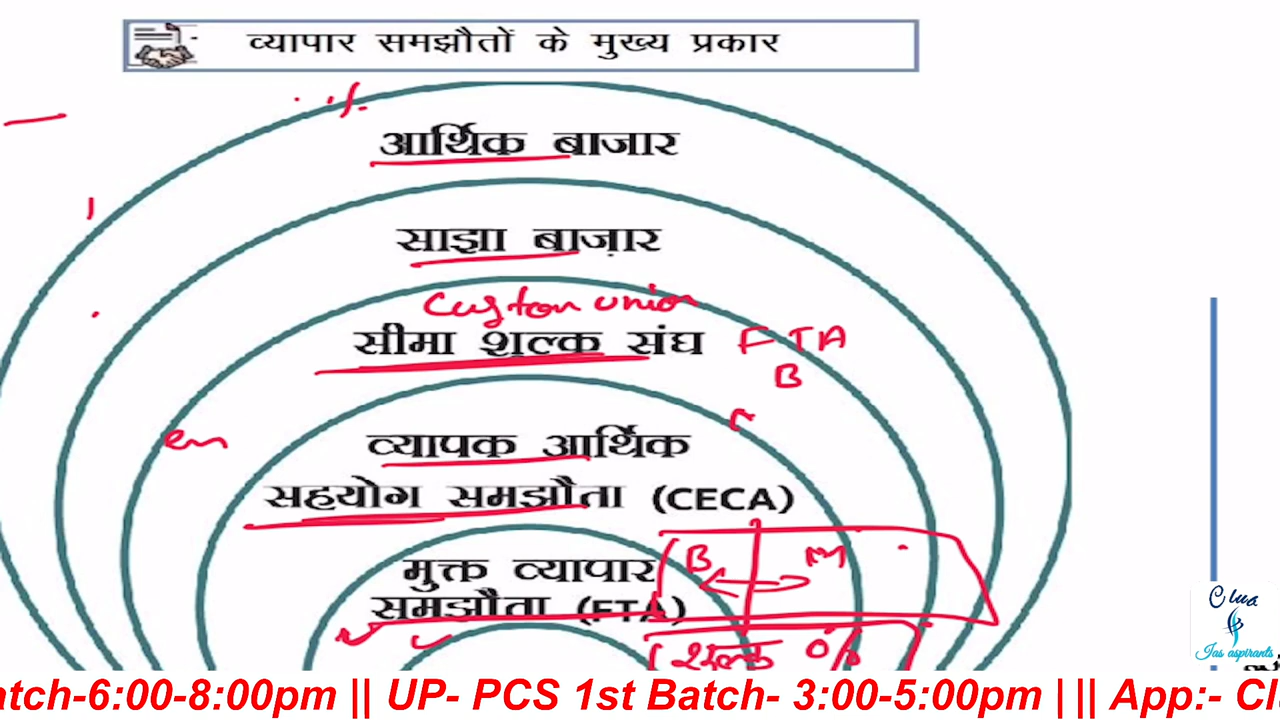 व्यापार समझौतों के मुख्य प्रकार
आर्थिक बाजार
साझा बाज़ार
Custom union
सीमा शुल्क संघ FTA
B
व्यापक आर्थिक
सहयोग समझौता (CECA)
B M
मुक्त व्यापार
समझौता (FTA)
शुल्क 0%
Clua
Ias aspirants
atch-6:00-8:00pm || UP- PCS 1st Batch- 3:00-5:00pm | || App:- Cl